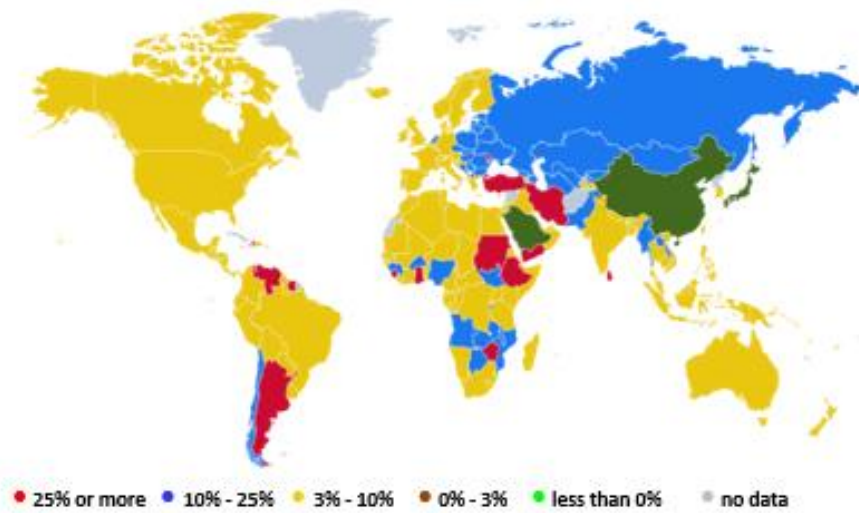 25% or more 10% - 25% 3% - 10% 0% - 3% less than 0% no data